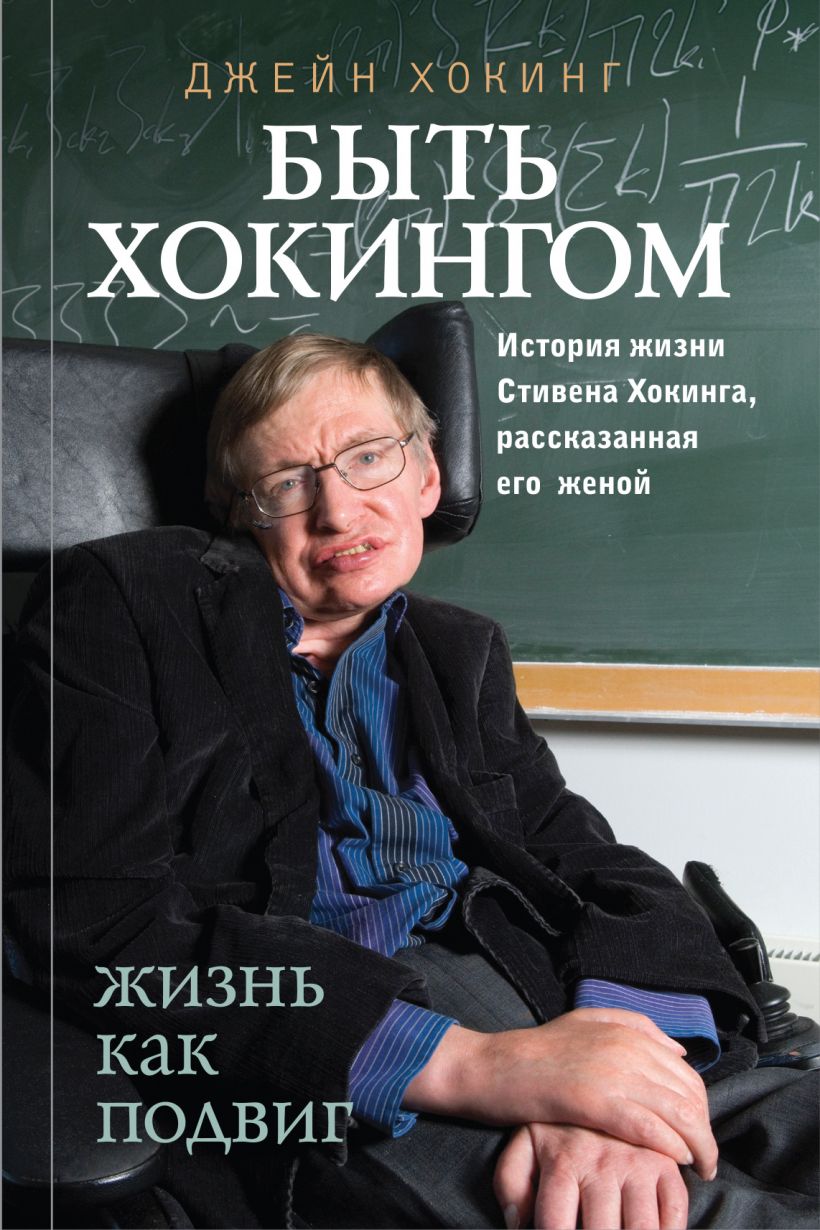 ДЖЕЙН ХОКИНГ
БЫТЬ
ХОКИНГОМ
История жизни
Стивена Хокинга,
рассказанная
его женой
жизнь
как
подвиг